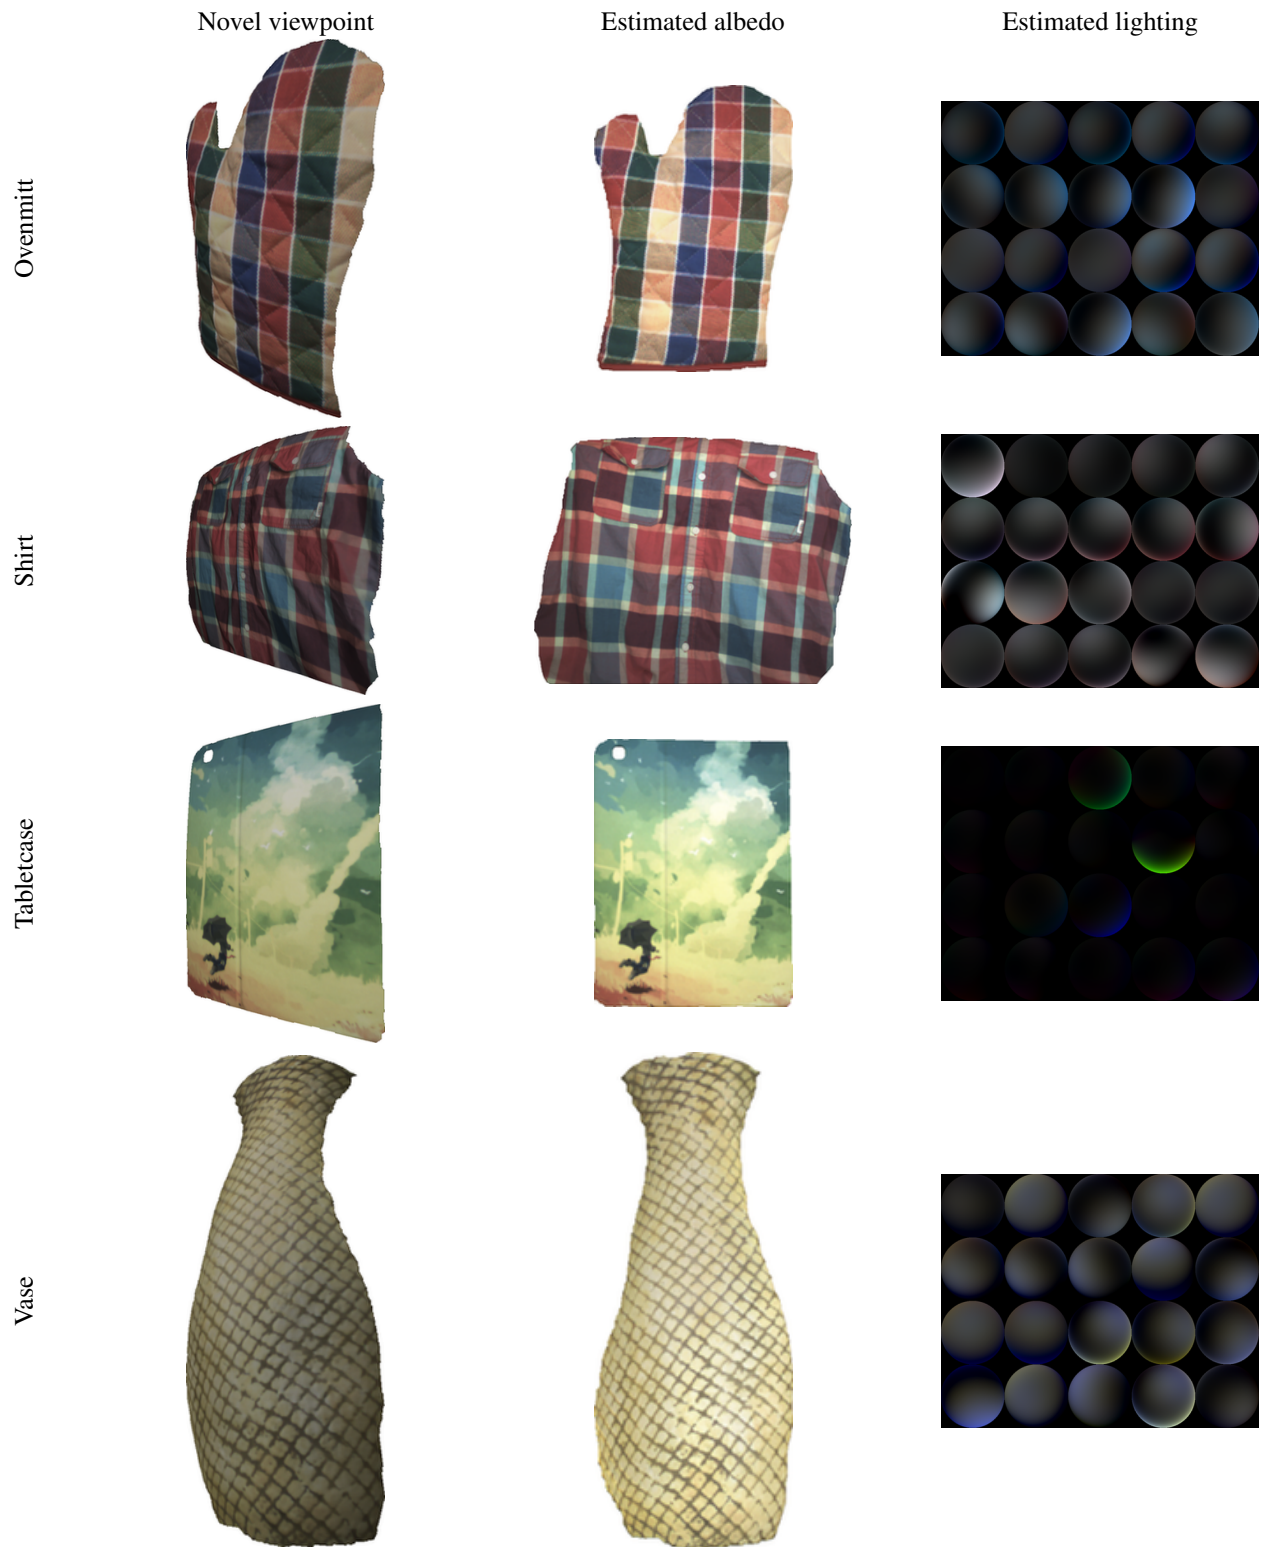 Novel viewpoint
Estimated albedo
Estimated lighting
Ovenmitt
Shirt
Tabletcase
Vase